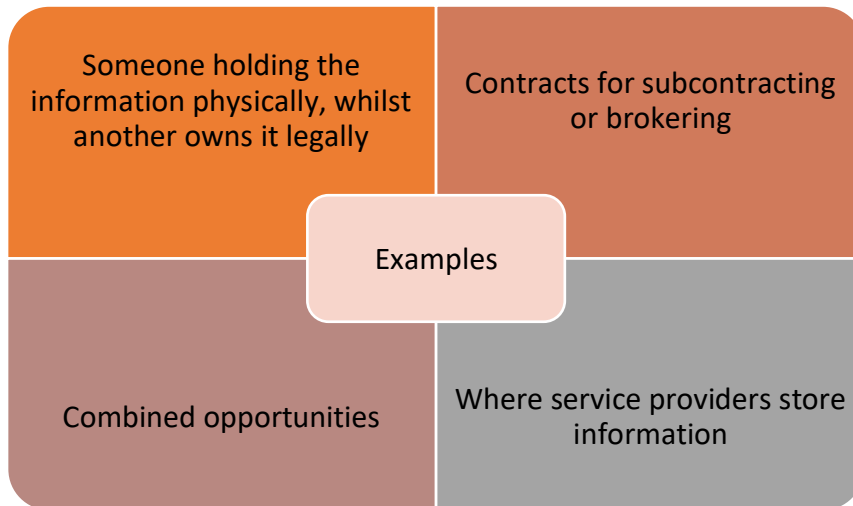 Someone holding the
information physically, whilst
another owns it legally
Contracts for subcontracting
or brokering
Examples
Combined opportunities
Where service providers store
information